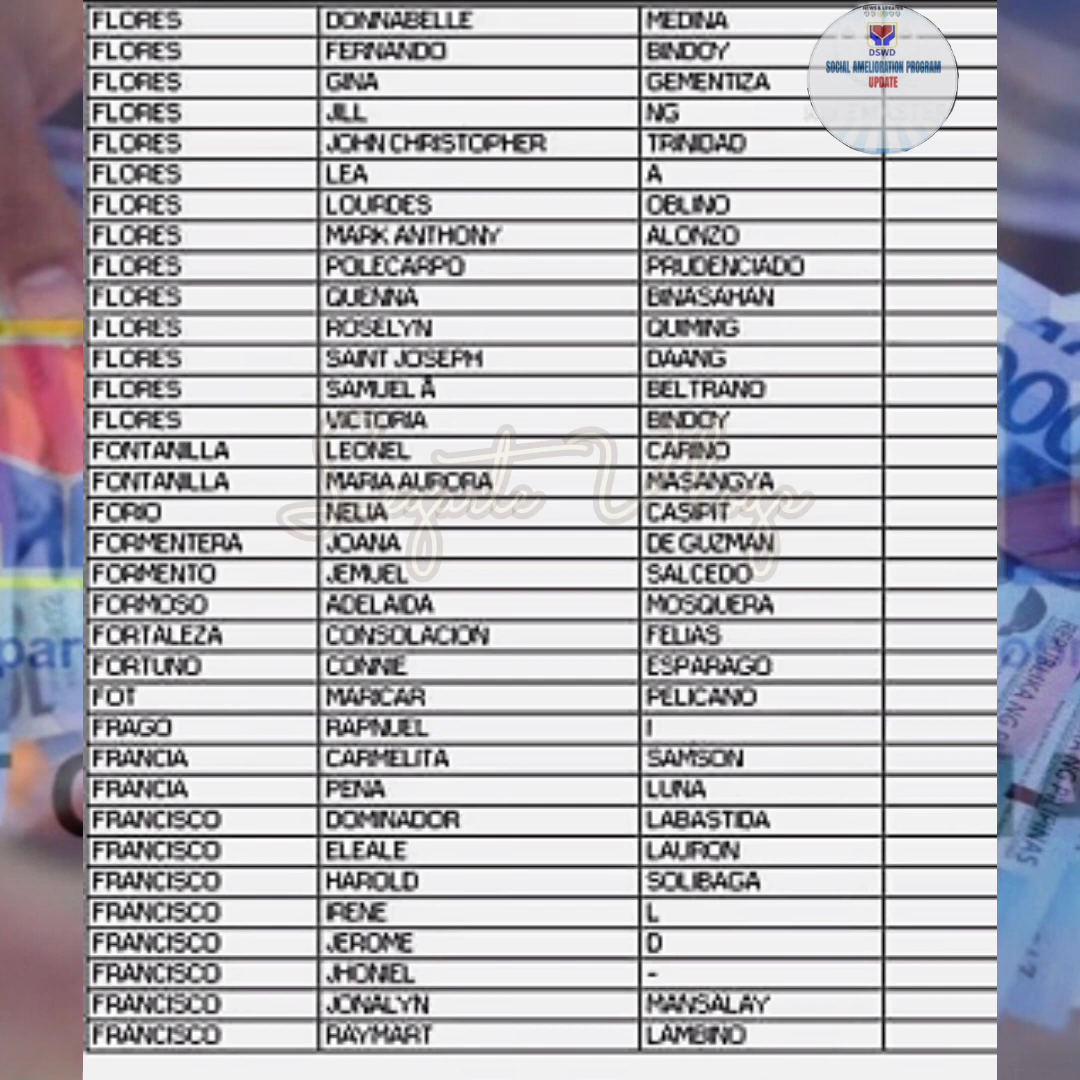 NEWS & UPDATES
DSWD
SOCIAL AMELIORATION PROGRAM
UPDATE
FLORES DONNABELLE MEDINA
FLORES FERNANDO BINDOY
FLORES GINA GEMENTIZA
FLORES JILL NG
FLORES JOHN CHRISTOPHER TRINIDAD
FLORES LEA A
FLORES LOURDES OBLINO
FLORES MARK ANTHONY ALONZO
FLORES POLECARPO PRUDENCIADO
FLORES QUENNA BINASAHAN
FLORES ROSELYN QUIMING
FLORES SAINT JOSEPH DAANG
FLORES SAMUEL Å BELTRANO
FLORES VICTORIA BINDOY
FONTANILLA LEONEL CARINO
FONTANILLA MARIA AURORA MASANGYA
FORIO NELIA CASIPIT
FORMENTERA JOANA DE GUZMAN
FORMENTO JEMUEL SALCEDO
FORMOSO ADELAIDA MOSQUERA
FORTALEZA CONSOLACION FELIAS
FORTUNO CONNIE ESPARAGO
FOT MARICAR PELICANO
FRAGO RAPNUEL I
FRANCIA CARMELITA SAMSON
FRANCIA PENA LUNA
FRANCISCO DOMINADOR LABASTIDA
FRANCISCO ELEALE LAURON
FRANCISCO HAROLD SOLIBAGA
FRANCISCO IRENE L
FRANCISCO JEROME D
FRANCISCO JHONIEL -
FRANCISCO JONALYN MANSALAY
FRANCISCO RAYMART LAMBINO